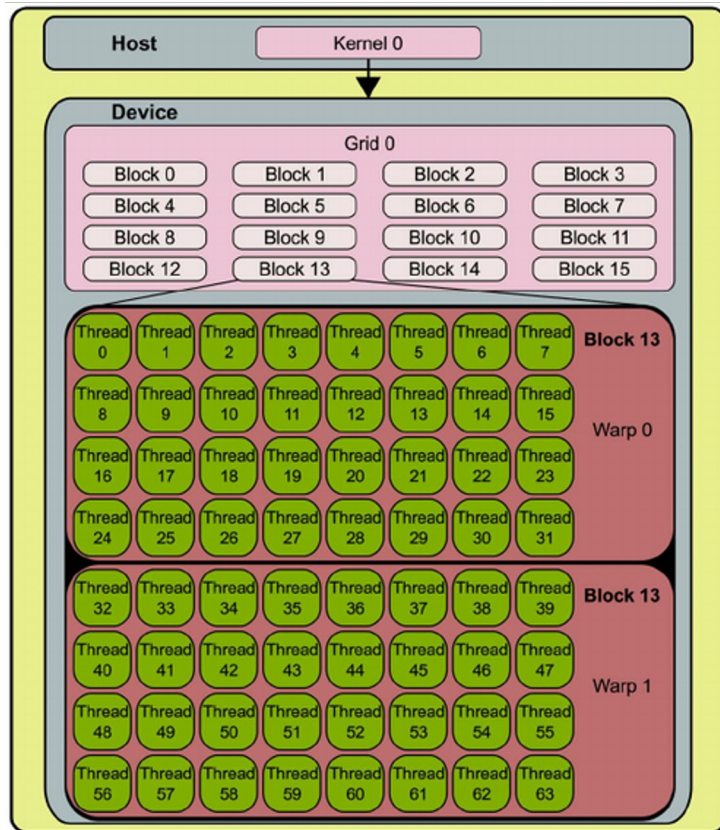 Host
Kernel 0
Device
Grid 0
Block 0 Block 1 Block 2 Block 3
Block 4 Block 5 Block 6 Block 7
Block 8 Block 9 Block 10 Block 11
Block 12 Block 13 Block 14 Block 15
Thread Thread Thread Thread Thread Thread Thread Thread
0 1 2 3 4 5 6 7
Block 13
Thread Thread Thread Thread Thread Thread Thread Thread
8 9 10 11 12 13 14 15
Warp 0
Thread Thread Thread Thread Thread Thread Thread Thread
16 17 18 19 20 21 22 23
Thread Thread Thread Thread Thread Thread Thread Thread
24 25 26 27 28 29 30 31
Thread Thread Thread Thread Thread Thread Thread Thread
32 33 34 35 36 37 38 39
Block 13
Thread Thread Thread Thread Thread Thread Thread Thread
40 41 42 43 44 45 46 47
Warp 1
Thread Thread Thread Thread Thread Thread Thread Thread
48 49 50 51 52 53 54 55
Thread Thread Thread Thread Thread Thread Thread Thread
56 57 58 59 60 61 62 63